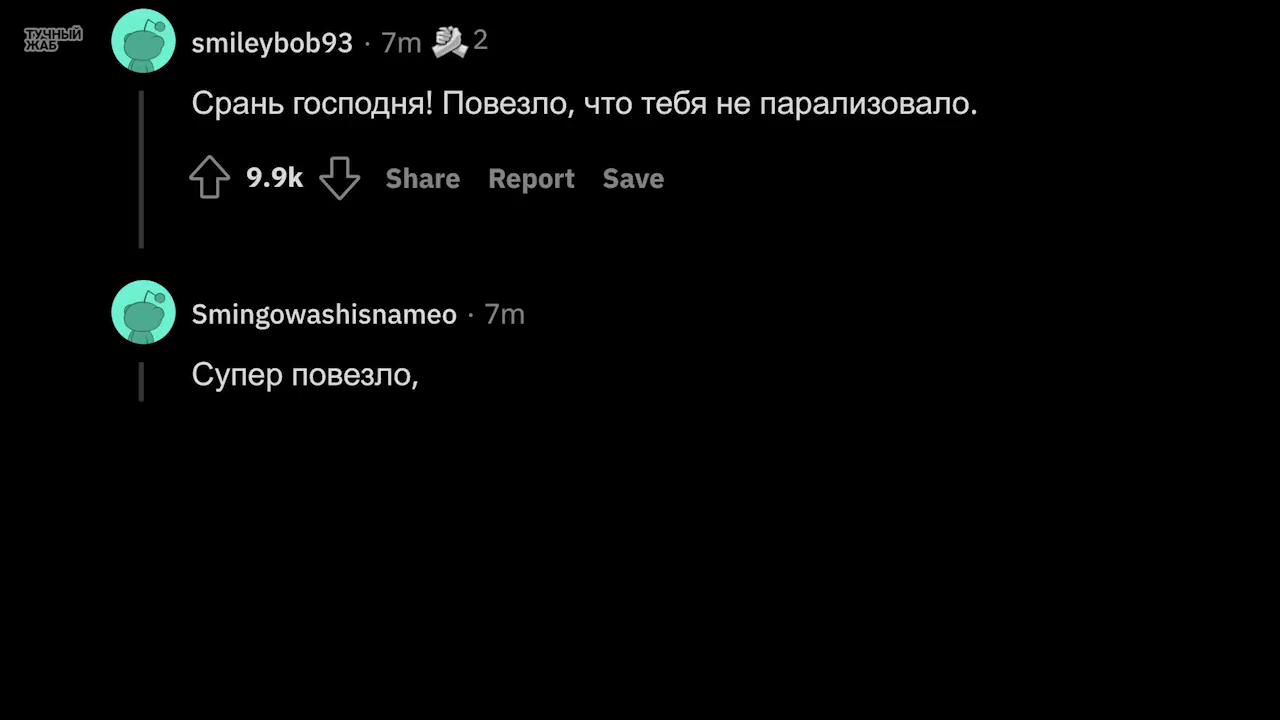 ТУЧНЫЙ
ЖАБ
smileybob93 · 7m 2
Срань господня! Повезло, что тебя не парализовало.
9.9k Share Report Save
Smingowashisnameo · 7m
Супер повезло,